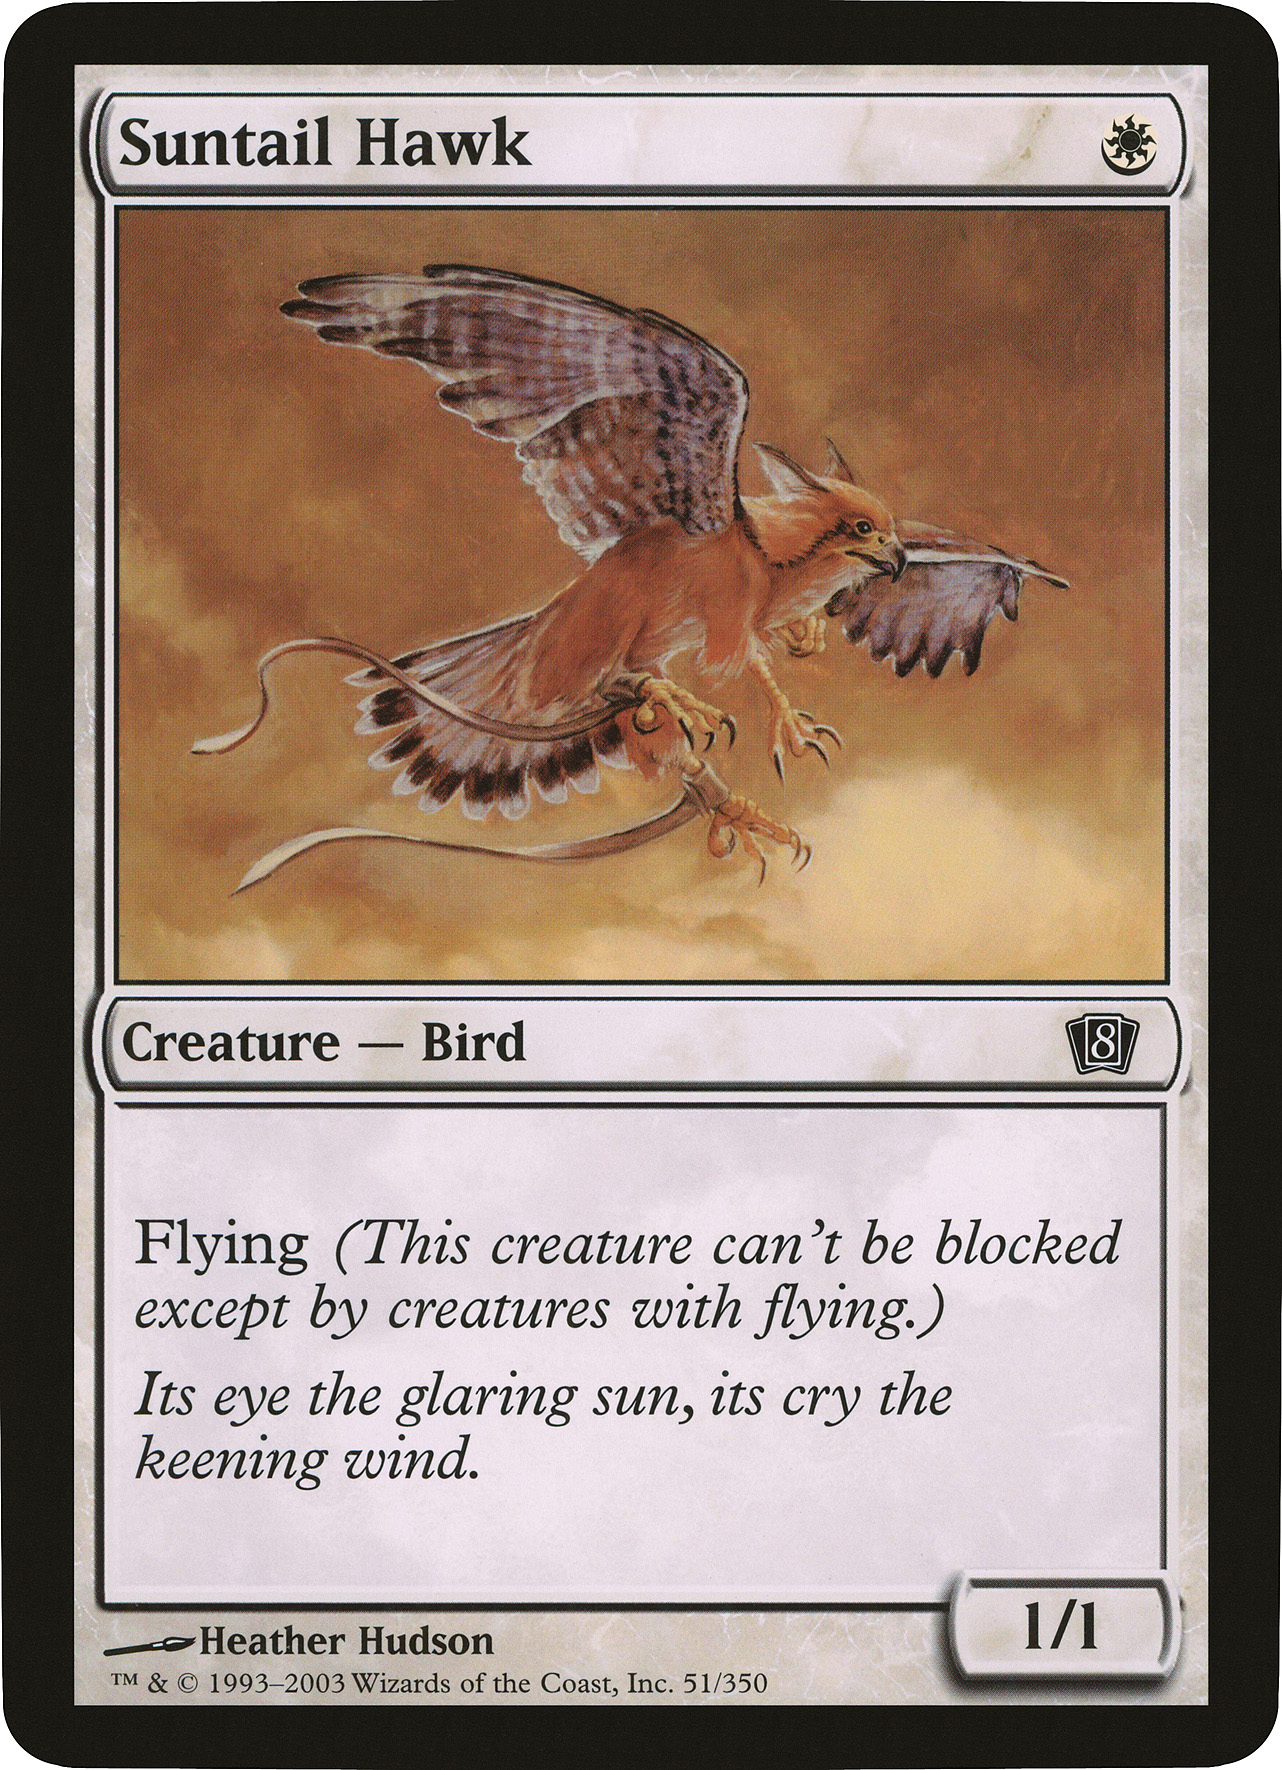 Suntail Hawk
Creature — Bird
8
Flying (This creature can't be blocked
except by creatures with flying.)
Its eye the glaring sun, its cry the
keening wind.
1/1
Heather Hudson
™ & © 1993–2003 Wizards of the Coast, Inc. 51/350